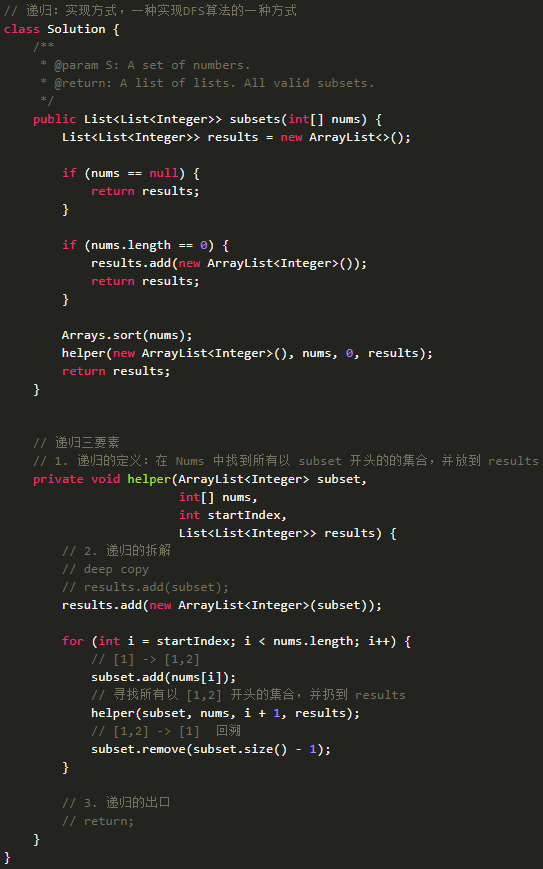 // 递归：实现方式，一种实现DFS算法的一种方式
class Solution {
    /**
     * @param S: A set of numbers.
     * @return: A list of lists. All valid subsets.
     */
    public List<List<Integer>> subsets(int[] nums) {
        List<List<Integer>> results = new ArrayList<>();

        if (nums == null) {
            return results;
        }

        if (nums.length == 0) {
            results.add(new ArrayList<Integer>());
            return results;
        }

        Arrays.sort(nums);
        helper(new ArrayList<Integer>(), nums, 0, results);
        return results;
    }


    // 递归三要素
    // 1. 递归的定义：在 Nums 中找到所有以 subset 开头的的集合，并放到 results
    private void helper(ArrayList<Integer> subset,
                        int[] nums,
                        int startIndex,
                        List<List<Integer>> results) {
        // 2. 递归的拆解
        // deep copy
        // results.add(subset);
        results.add(new ArrayList<Integer>(subset));

        for (int i = startIndex; i < nums.length; i++) {
            // [1] -> [1,2]
            subset.add(nums[i]);
            // 寻找所有以 [1,2] 开头的集合，并扔到 results
            helper(subset, nums, i + 1, results);
            // [1,2] -> [1]  回溯
            subset.remove(subset.size() - 1);
        }

        // 3. 递归的出口
        // return;
    }
}